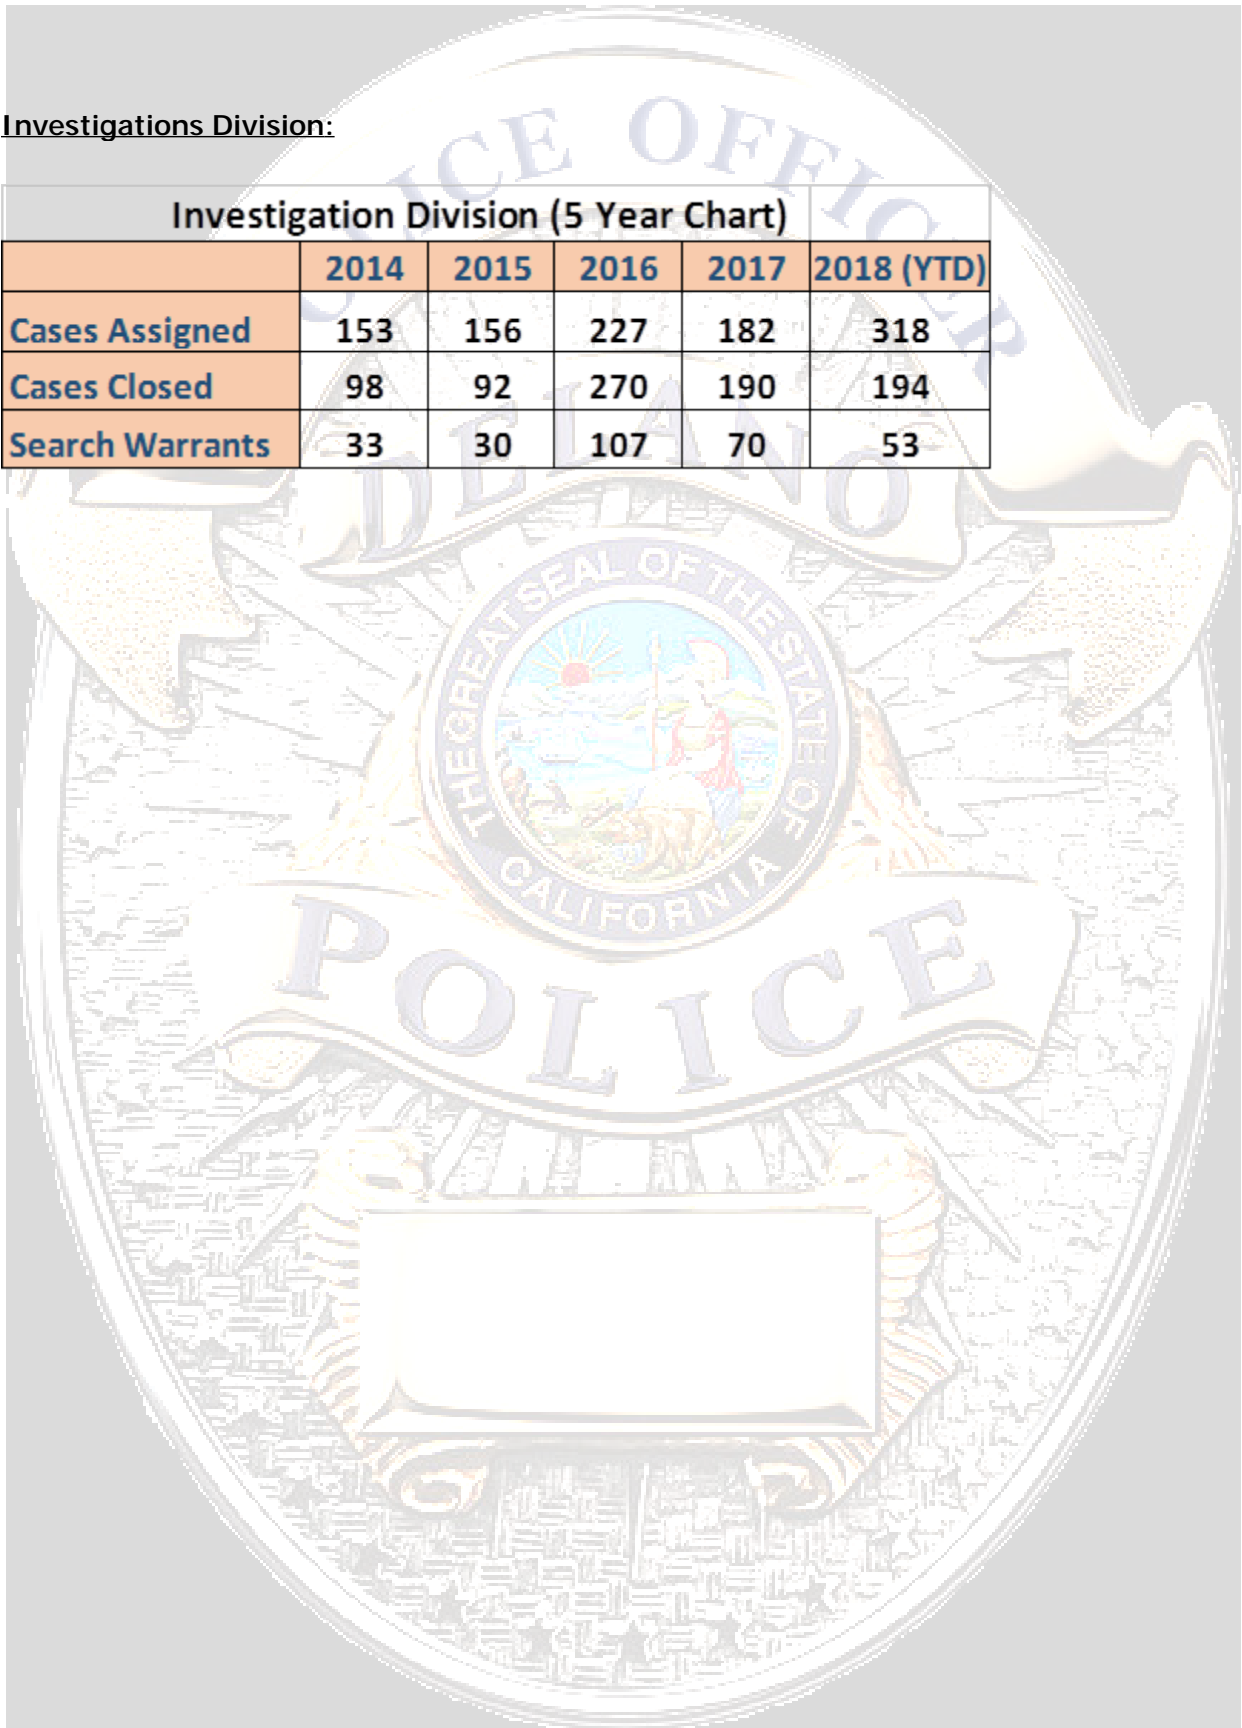 Investigations Division:
Investigation Division (5 Year Chart)
2014 2015 2016 2017 2018 (YTD)
Cases Assigned 153 156 227 182 318
Cases Closed 98 92 270 190 194
Search Warrants 33 30 107 70 53
POLICE OFFICER
DELANO
THE GREAT SEAL OF THE STATE OF CALIFORNIA
POLICE